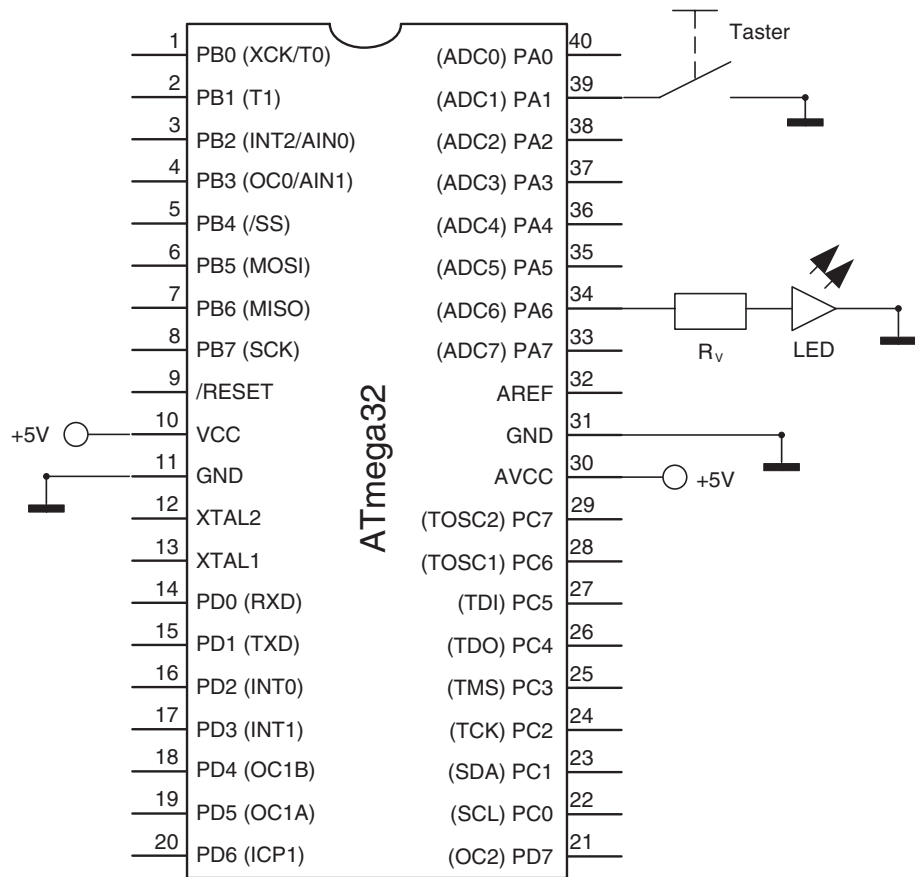 1 PB0 (XCK/T0) (ADC0) PA0 40 Taster
2 PB1 (T1) (ADC1) PA1 39
3 PB2 (INT2/AIN0) (ADC2) PA2 38
4 PB3 (OC0/AIN1) (ADC3) PA3 37
5 PB4 (/SS) (ADC4) PA4 36
6 PB5 (MOSI) (ADC5) PA5 35
7 PB6 (MISO) (ADC6) PA6 34
8 PB7 (SCK) (ADC7) PA7 33 Rv LED
9 /RESET AREF 32
+5V 10 VCC GND 31
11 GND AVCC 30 +5V
ATmega32
12 XTAL2 (TOSC2) PC7 29
13 XTAL1 (TOSC1) PC6 28
14 PD0 (RXD) (TDI) PC5 27
15 PD1 (TXD) (TDO) PC4 26
16 PD2 (INT0) (TMS) PC3 25
17 PD3 (INT1) (TCK) PC2 24
18 PD4 (OC1B) (SDA) PC1 23
19 PD5 (OC1A) (SCL) PC0 22
20 PD6 (ICP1) (OC2) PD7 21